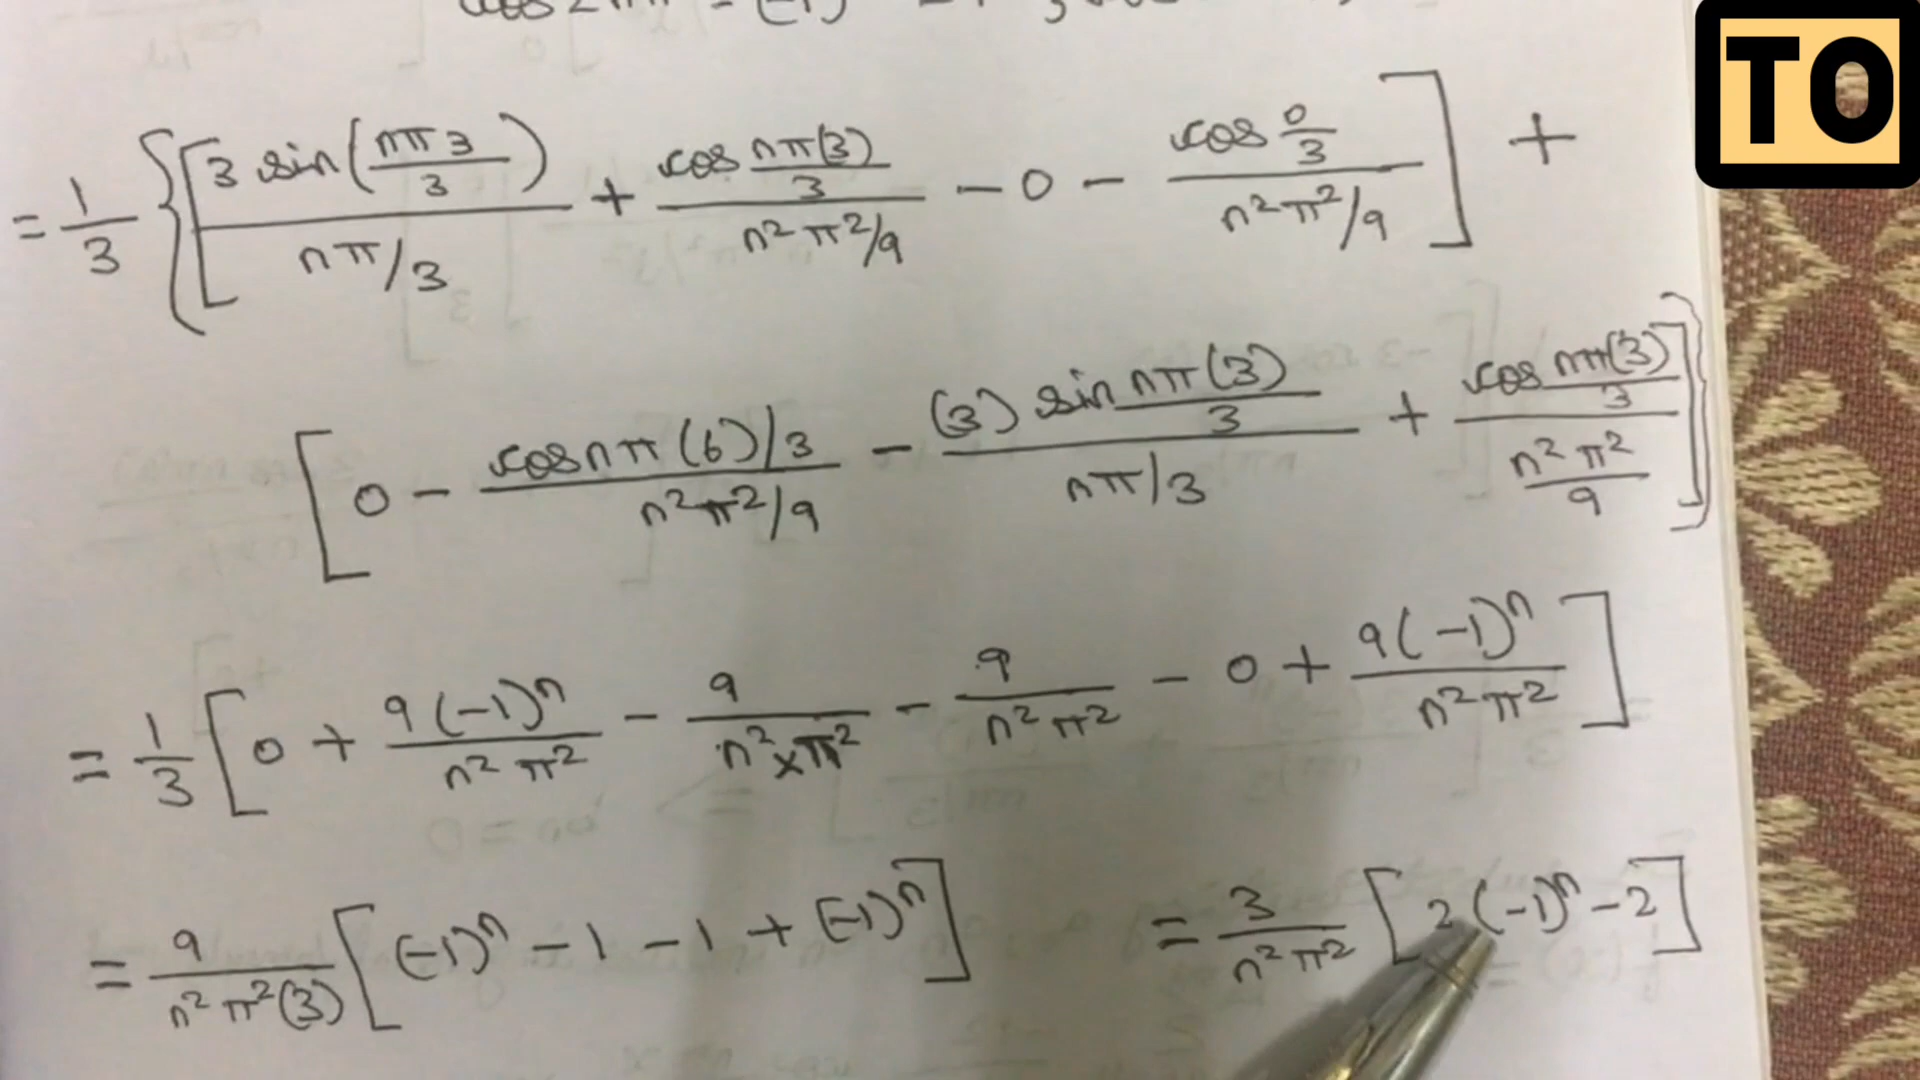 TO
cos 2nπ = (-1)
= 1/3 { [ 3 sin(nπ3/3) / nπ/3 + cos nπ(3)/3 / n²π²/9 - 0 - cos 0/3 / n²π²/9 ] +
[ 0 - cos nπ(6)/3 / n²π²/9 - (3) sin nπ(3)/3 / nπ/3 + cos nπ(3)/3 / n²π²/9 ] }
= 1/3 [ 0 + 9(-1)ⁿ / n²π² - 9 / n²×π² - 9 / n²π² - 0 + 9(-1)ⁿ / n²π² ]
= 9 / n²π²(3) [ (-1)ⁿ - 1 - 1 + (-1)ⁿ ] = 3 / n²π² [ 2(-1)ⁿ - 2 ]